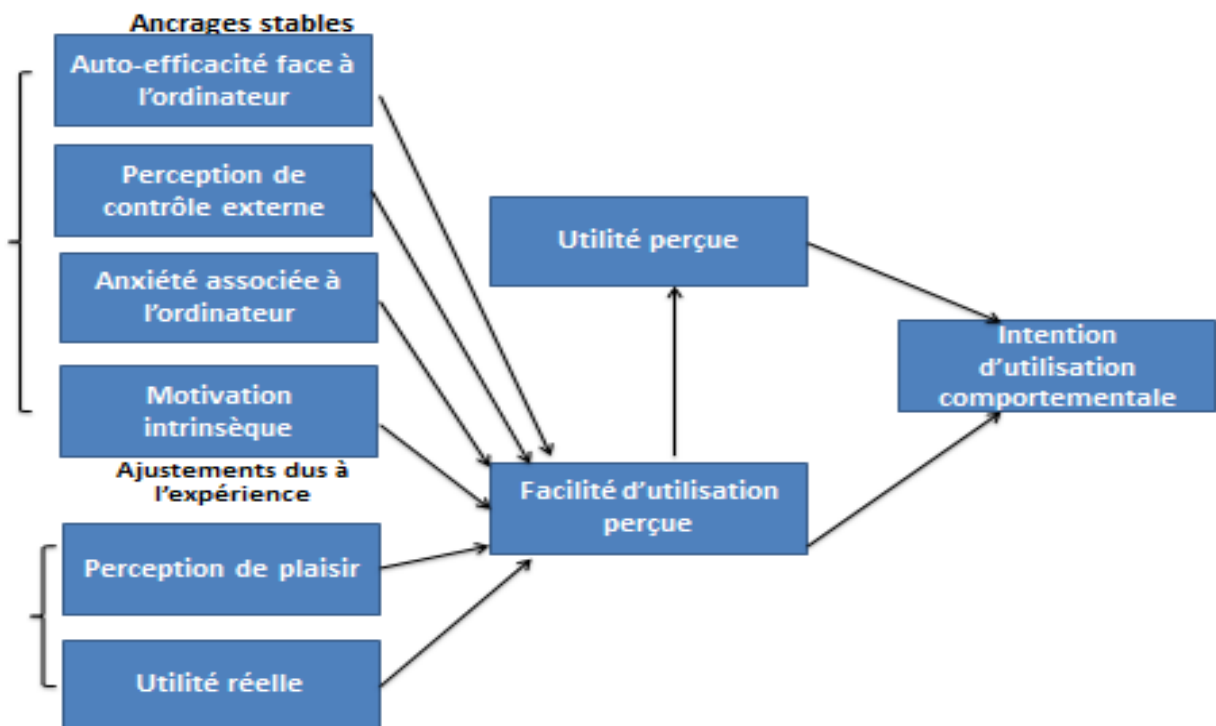 Ancrages stables
Auto-efficacité face à
l'ordinateur
Perception de
contrôle externe
Anxiété associée à
l'ordinateur
Motivation
intrinsèque
Ajustements dus à
l'expérience
Perception de plaisir
Utilité réelle
Utilité perçue
Facilité d'utilisation
perçue
Intention
d'utilisation
comportementale